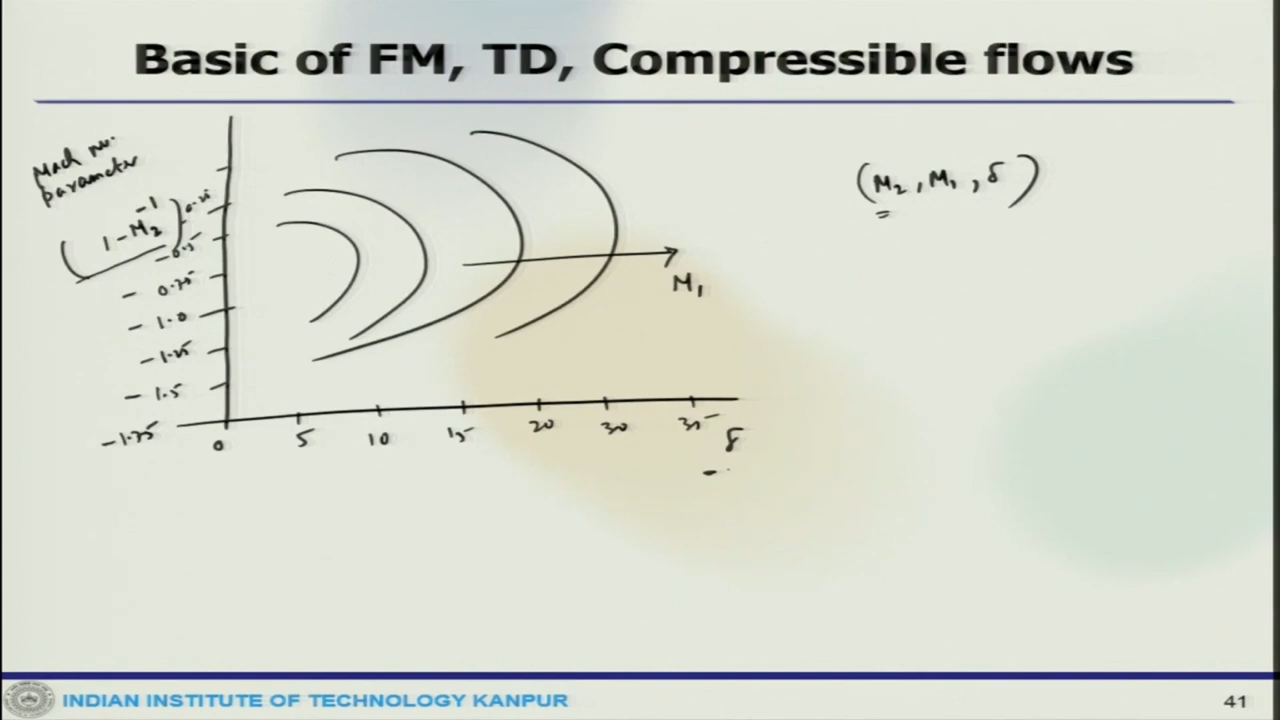 Basic of FM, TD, Compressible flows
Mach no.
parameter
(1 - M₂⁻¹)
0.25
-0.5
- 0.75
- 1.0
- 1.25
- 1.5
-1.75
0 5 10 15 20 30 35 δ
M₁
(M₂, M₁, δ)
INDIAN INSTITUTE OF TECHNOLOGY KANPUR
41